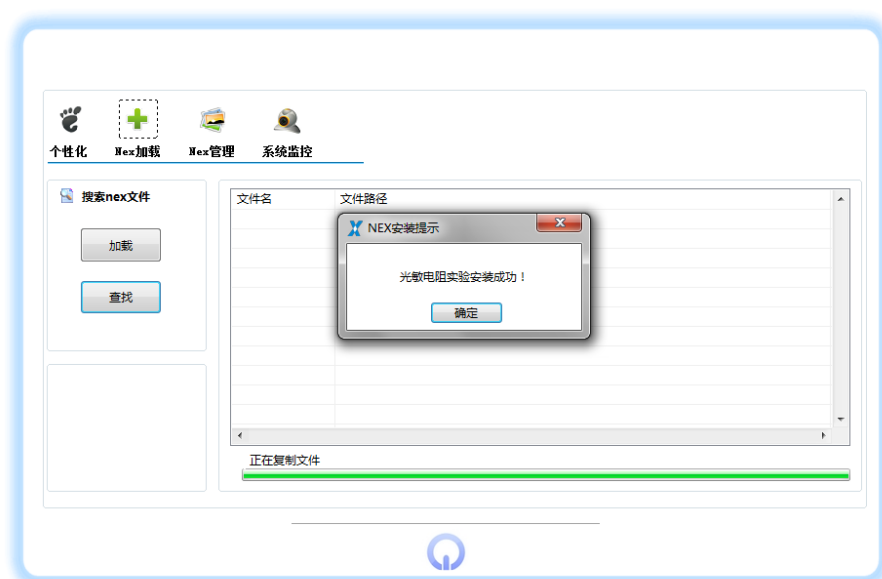 个性化 Nex加载 Nex管理 系统监控
搜索nex文件
加载
查找
文件名 文件路径
NEX安装提示
光敏电阻实验安装成功！
确定
正在复制文件